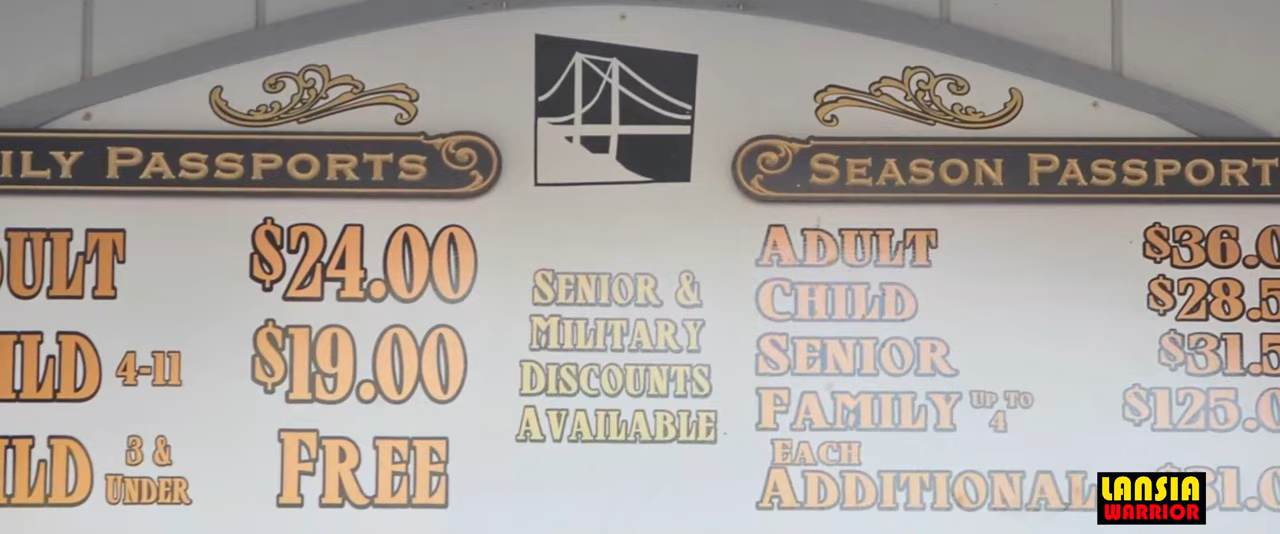 ILY PASSPORTS
ULT $24.00
ILD 4-11 $19.00
ILD 3 & UNDER FREE
SENIOR &
MILITARY
DISCOUNTS
AVAILABLE
SEASON PASSPORT
ADULT $36.0
CHILD $28.5
SENIOR $31.5
FAMILY UP TO 4 $125.0
EACH
ADDITIONAL 31.0
LANSIA
WARRIOR